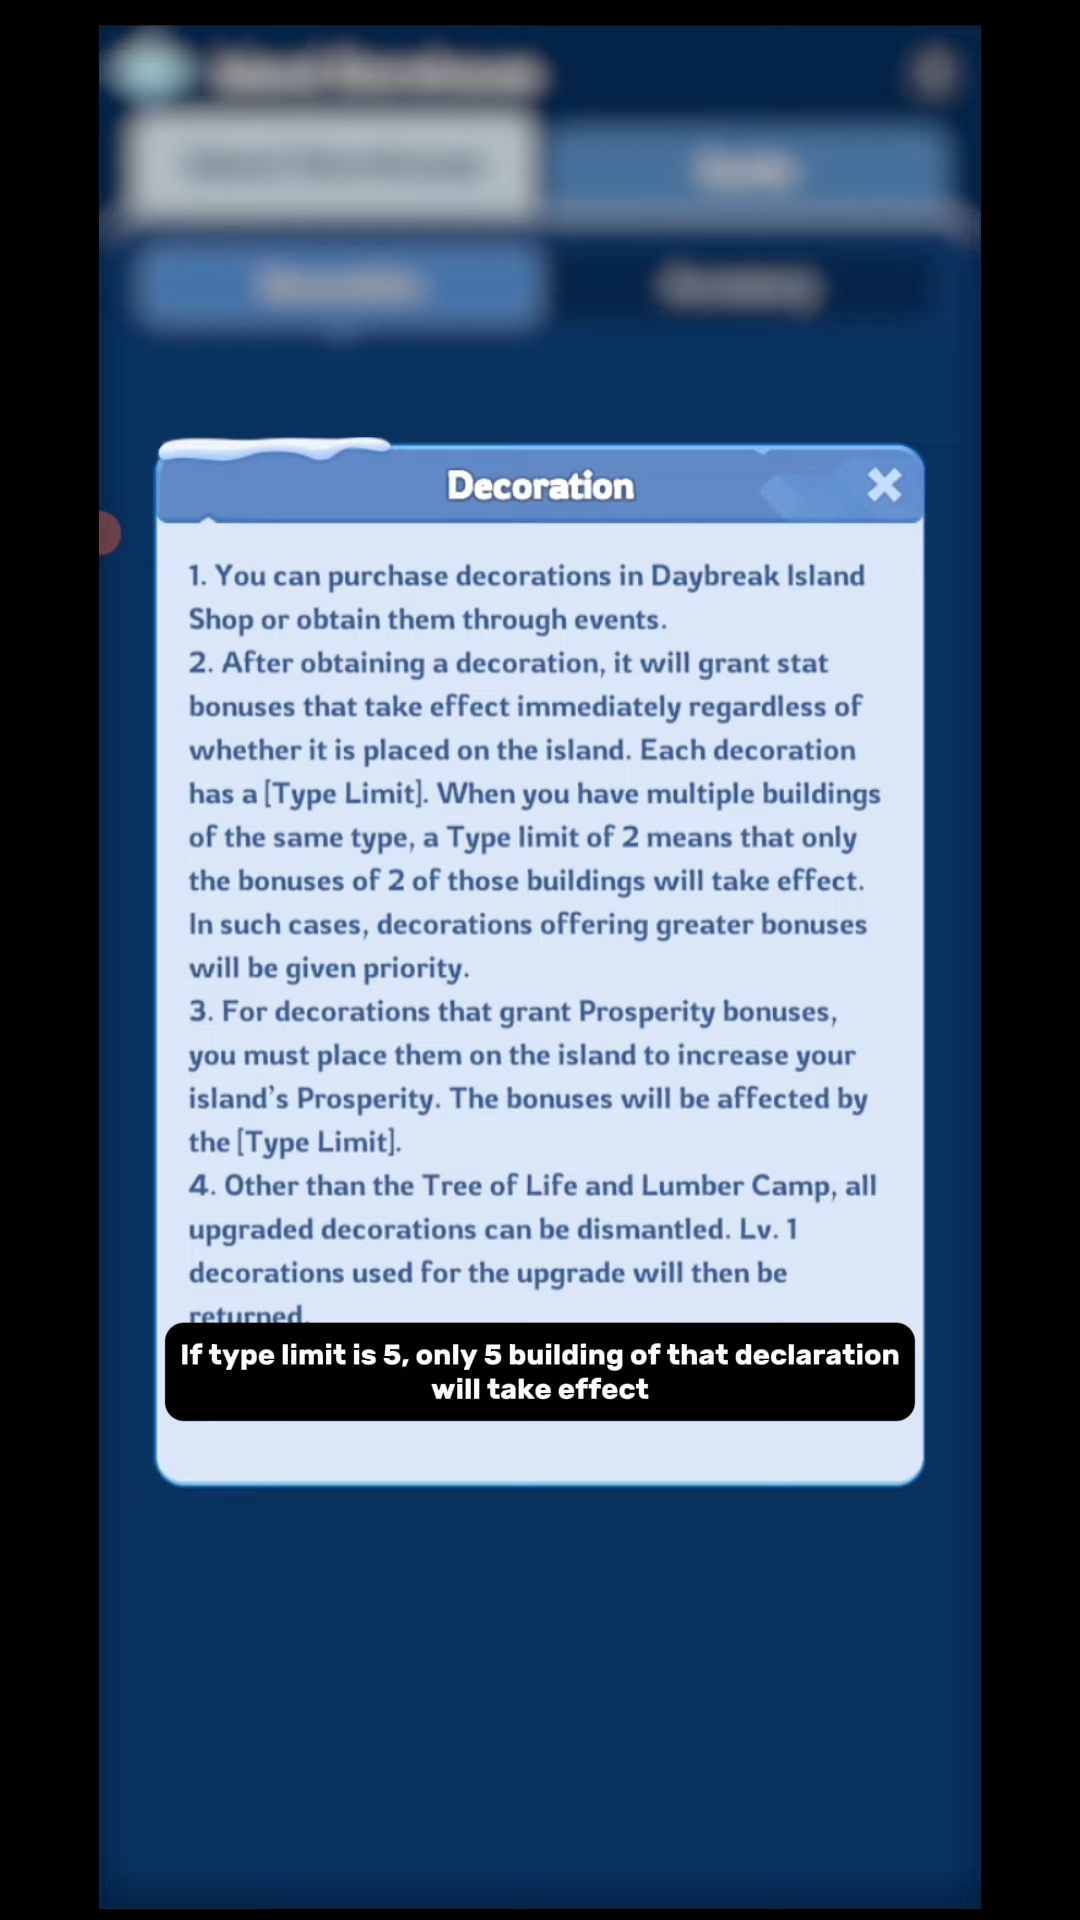 Decoration
1. You can purchase decorations in Daybreak Island
Shop or obtain them through events.
2. After obtaining a decoration, it will grant stat
bonuses that take effect immediately regardless of
whether it is placed on the island. Each decoration
has a [Type Limit]. When you have multiple buildings
of the same type, a Type limit of 2 means that only
the bonuses of 2 of those buildings will take effect.
In such cases, decorations offering greater bonuses
will be given priority.
3. For decorations that grant Prosperity bonuses,
you must place them on the island to increase your
island's Prosperity. The bonuses will be affected by
the [Type Limit].
4. Other than the Tree of Life and Lumber Camp, all
upgraded decorations can be dismantled. Lv. 1
decorations used for the upgrade will then be
returned.
If type limit is 5, only 5 building of that declaration
will take effect